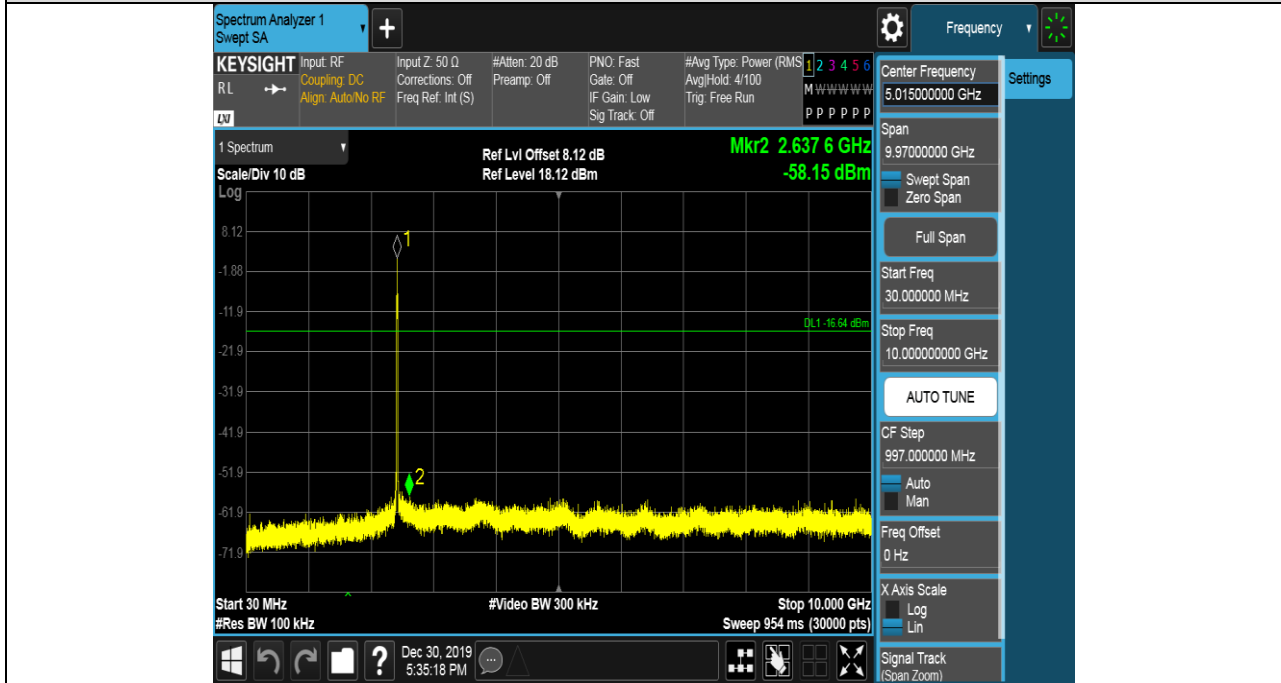 Spectrum Analyzer 1
Swept SA
+
Frequency
KEYSIGHT
RL
LXI
Input: RF
Coupling: DC
Align: Auto/No RF
Input Z: 50 Ω
Corrections: Off
Freq Ref: Int (S)
#Atten: 20 dB
Preamp: Off
PNO: Fast
Gate: Off
IF Gain: Low
Sig Track: Off
#Avg Type: Power (RMS
Avg|Hold: 4/100
Trig: Free Run
1 2 3 4 5 6
M W W W W W
P P P P P P
1 Spectrum
Scale/Div 10 dB
Ref Lvl Offset 8.12 dB
Ref Level 18.12 dBm
Mkr2 2.637 6 GHz
-58.15 dBm
Log
8.12
-1.88
-11.9
-21.9
-31.9
-41.9
-51.9
-61.9
-71.9
1
2
DL1 -16.64 dBm
Start 30 MHz
#Res BW 100 kHz
#Video BW 300 kHz
Stop 10.000 GHz
Sweep 954 ms (30000 pts)
Center Frequency
5.015000000 GHz
Settings
Span
9.97000000 GHz
Swept Span
Zero Span
Full Span
Start Freq
30.000000 MHz
Stop Freq
10.000000000 GHz
AUTO TUNE
CF Step
997.000000 MHz
Auto
Man
Freq Offset
0 Hz
X Axis Scale
Log
Lin
Signal Track
(Span Zoom)
?
Dec 30, 2019
5:35:18 PM